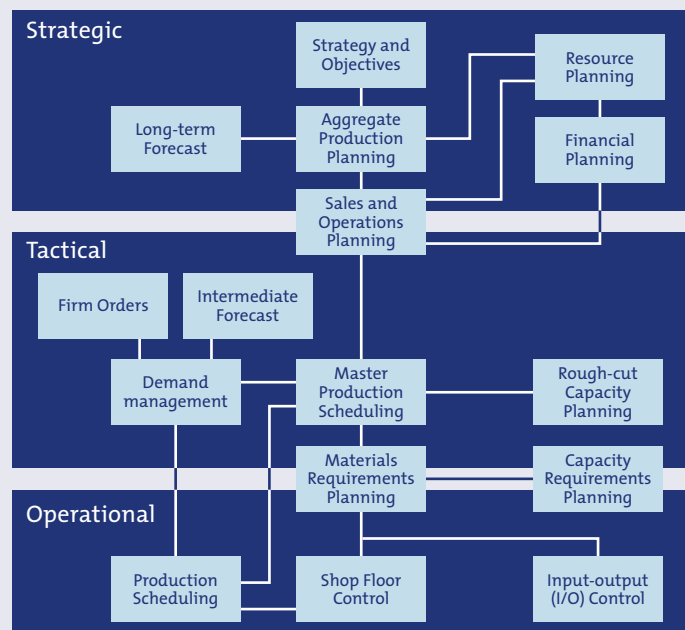 Strategic
Strategy and
Objectives
Resource
Planning
Long-term
Forecast
Aggregate
Production
Planning
Financial
Planning
Sales and
Operations
Planning
Tactical
Firm Orders
Intermediate
Forecast
Demand
management
Master
Production
Scheduling
Rough-cut
Capacity
Planning
Materials
Requirements
Planning
Capacity
Requirements
Planning
Operational
Production
Scheduling
Shop Floor
Control
Input-output
(I/O) Control